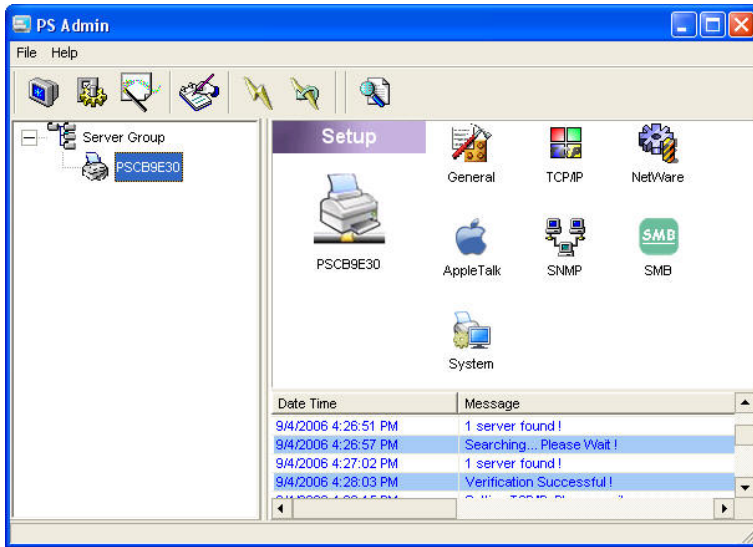 PS Admin
File Help
Server Group
PSCB9E30
Setup
PSCB9E30
General
TCP/IP
NetWare
AppleTalk
SNMP
SMB
SMB
System
Date Time Message
9/4/2006 4:26:51 PM 1 server found !
9/4/2006 4:26:57 PM Searching... Please Wait !
9/4/2006 4:27:02 PM 1 server found !
9/4/2006 4:28:03 PM Verification Successful !